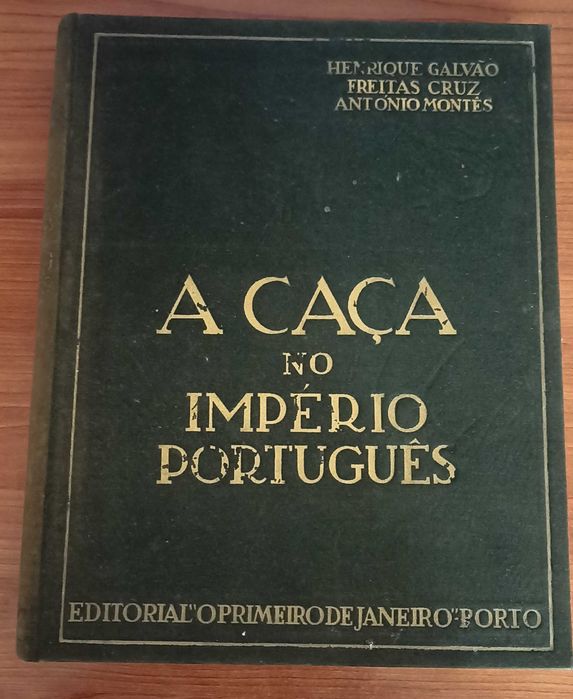 HENRIQUE GALVÃO
FREITAS CRUZ
ANTÓNIO MONTÊS
A CAÇA
NO
IMPÉRIO
PORTUGUÊS
EDITORIAL "O PRIMEIRO DE JANEIRO"-PORTO